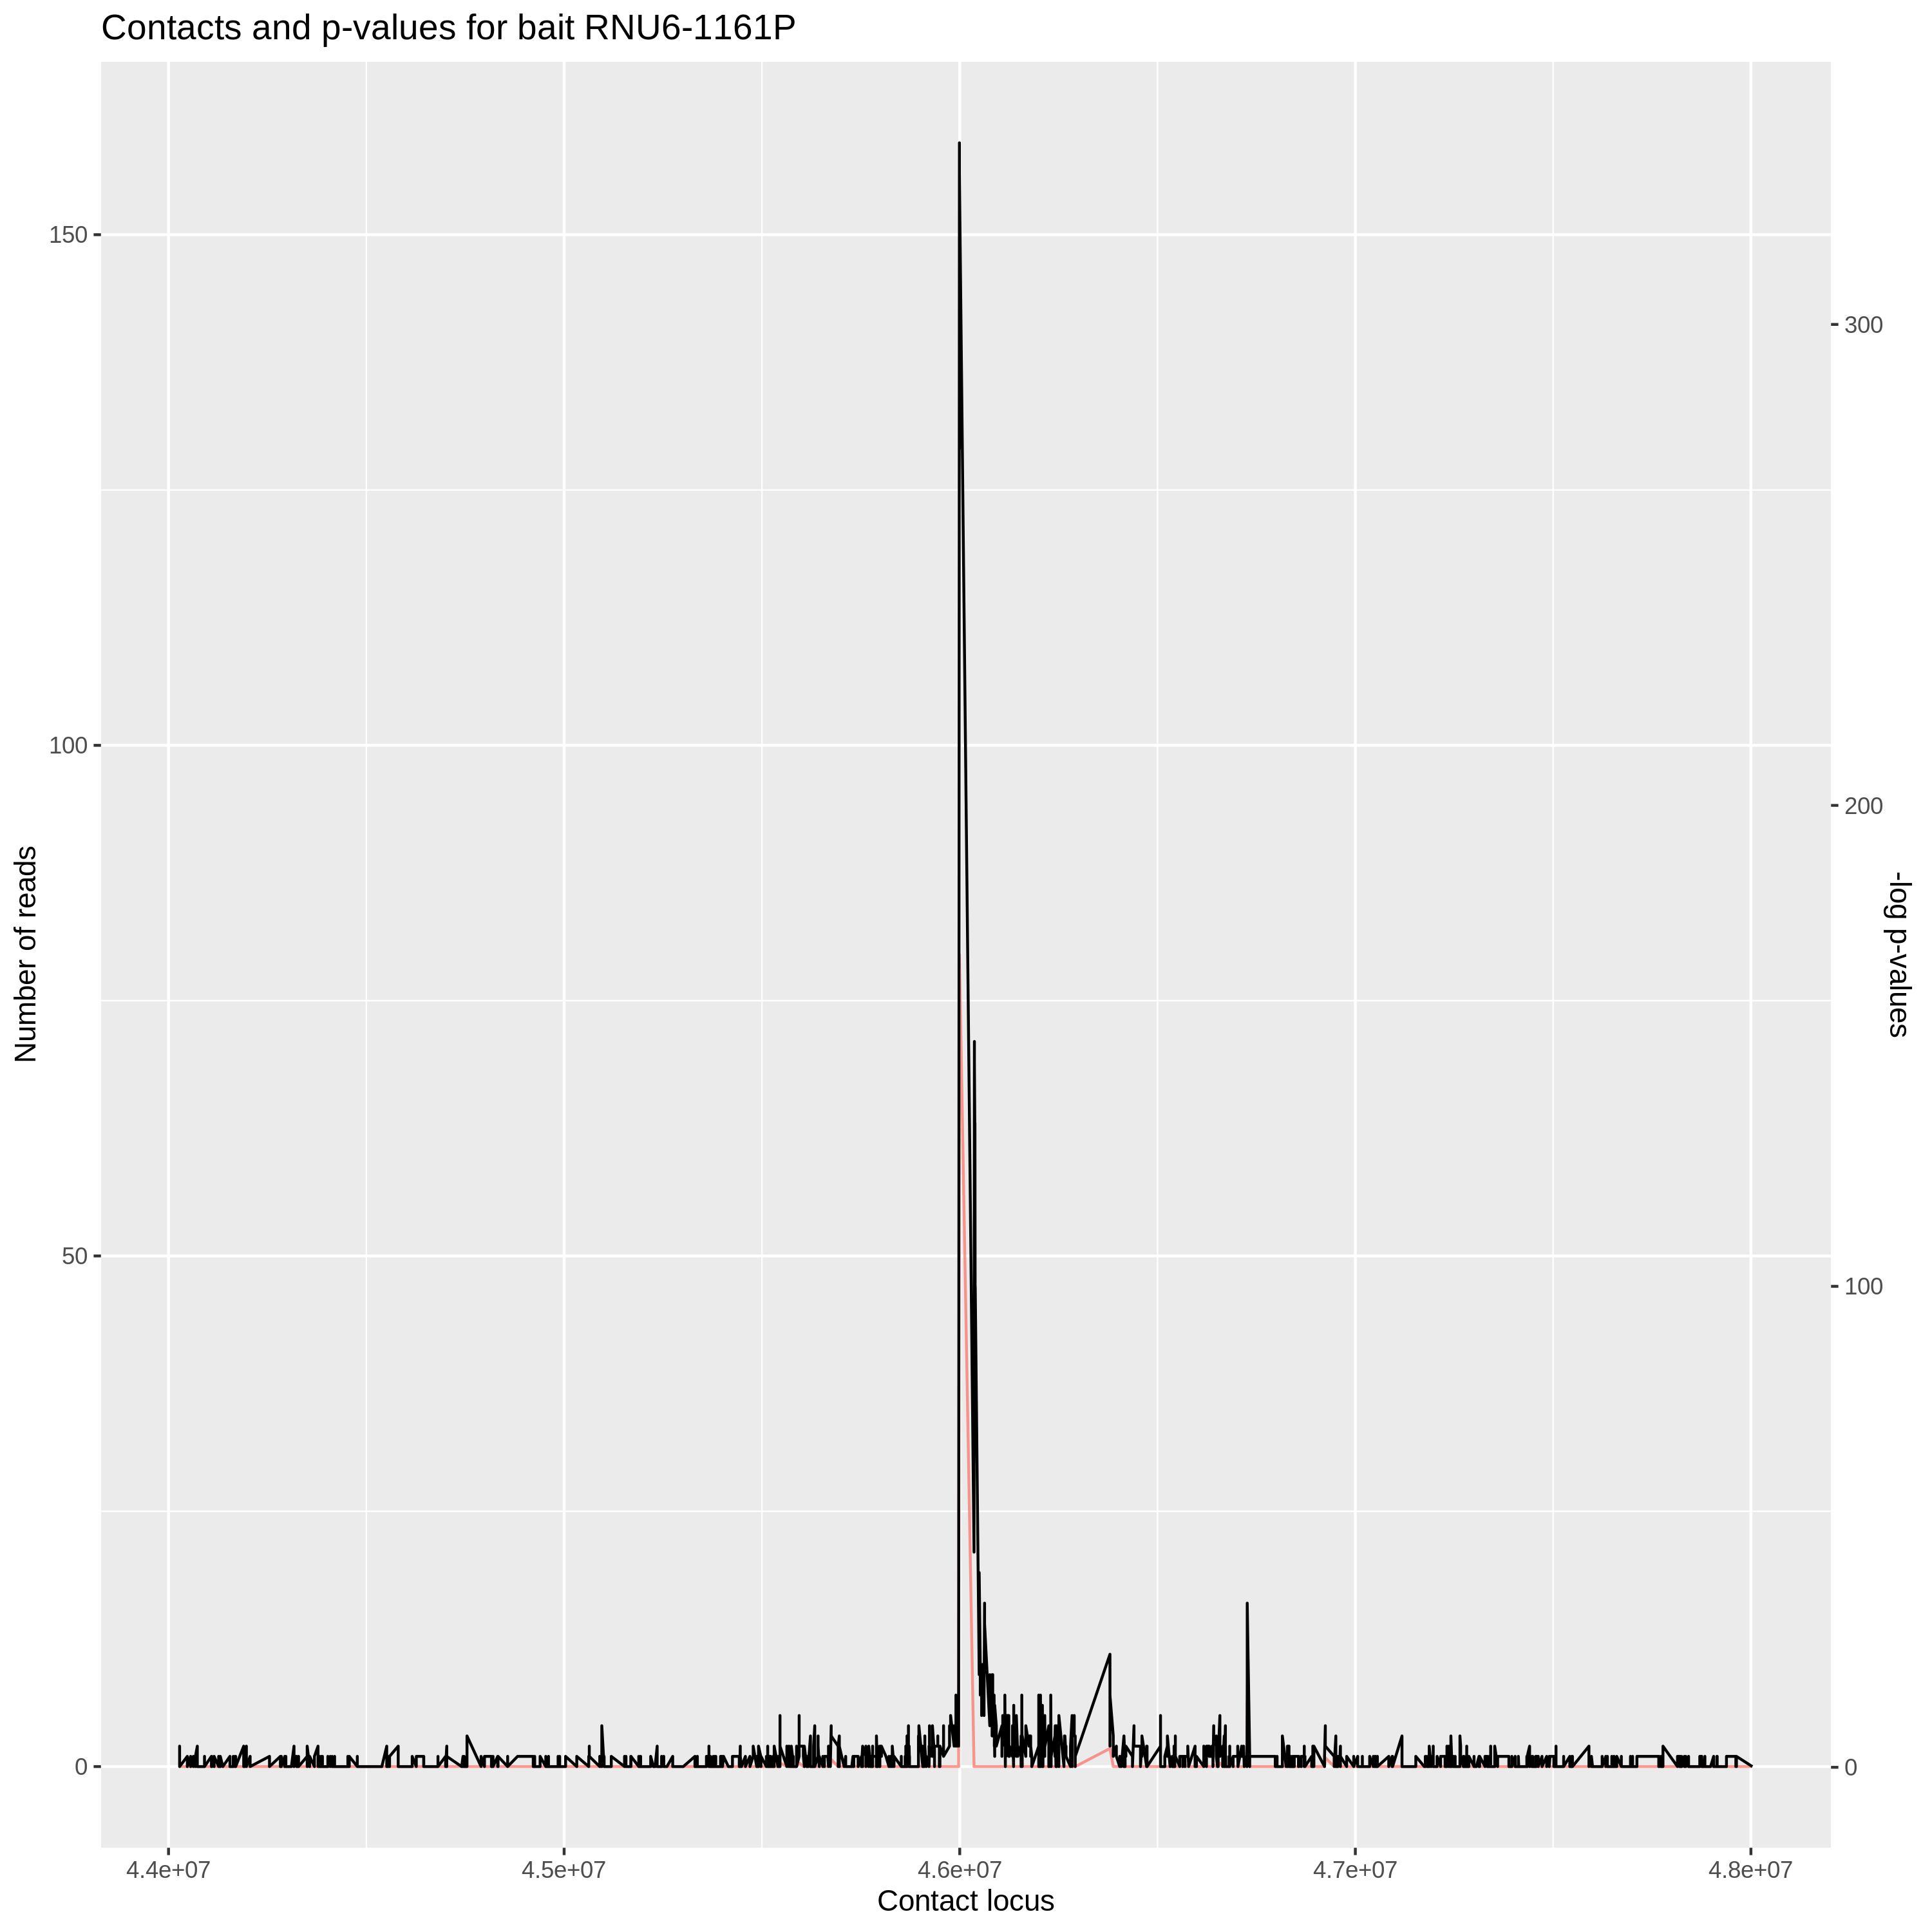 Contacts and p-values for bait RNU6-1161P
150
100
50
0
Number of reads
300
200
100
0
-log p-values
4.4e+07
4.5e+07
4.6e+07
4.7e+07
4.8e+07
Contact locus